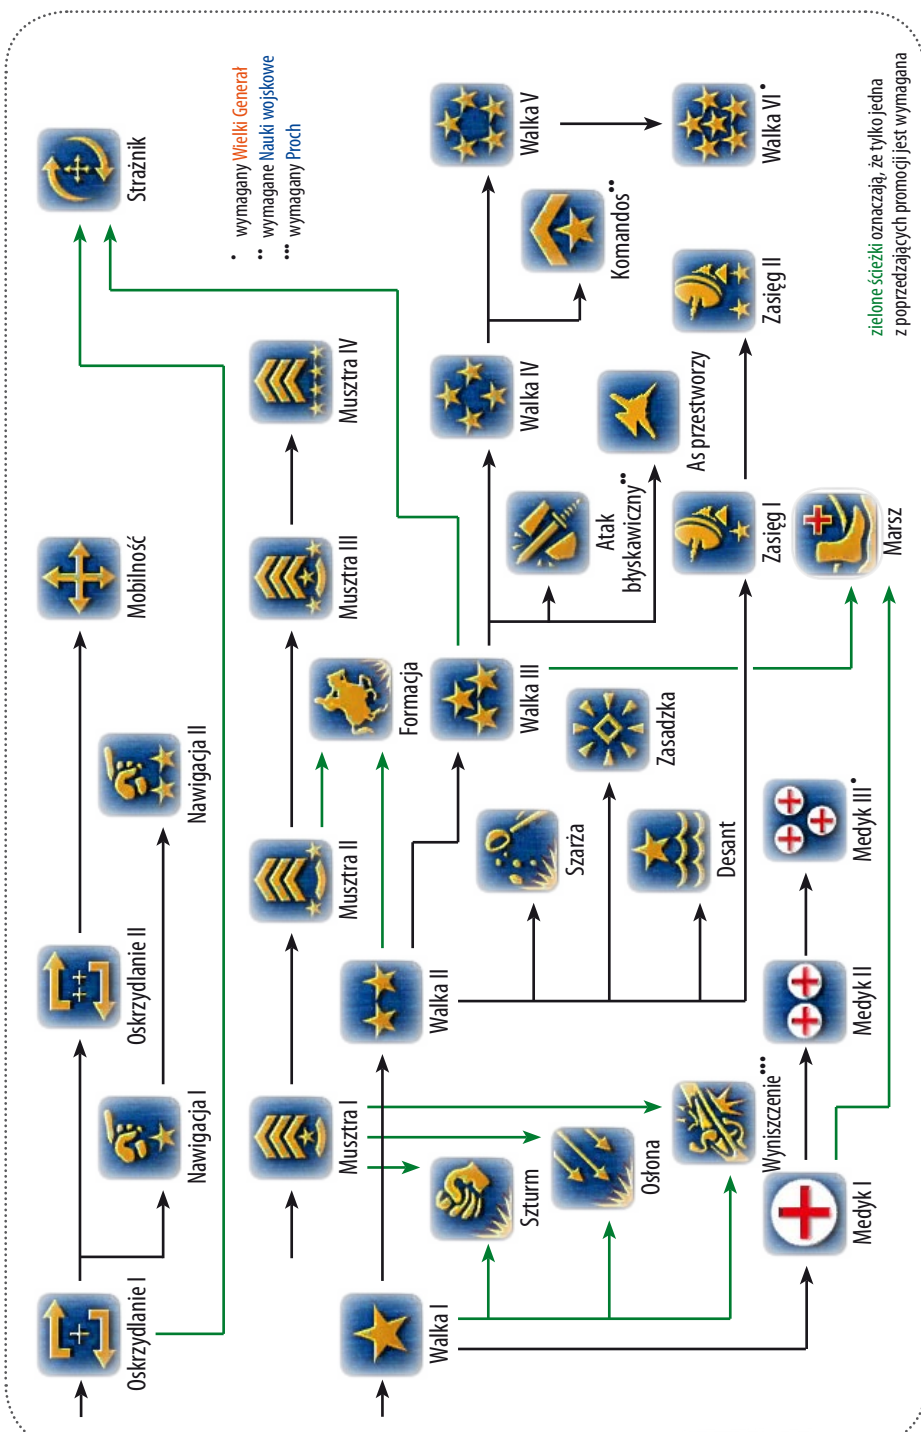 Oskrzydlanie I
Oskrzydlanie II
Mobilność
Strażnik
Nawigacja I
Nawigacja II
• wymagany Wielki Generał
•• wymagane Nauki wojskowe
••• wymagany Proch
Musztra I
Musztra II
Musztra III
Musztra IV
Formacja
Walka I
Walka II
Walka III
Walka IV
Walka V
Szturm
Szarża
Atak
błyskawiczny••
Komandos••
Osłona
Zasadzka
As przestworzy
Wyniszczenie•••
Desant
Zasięg I
Zasięg II
Walka VI•
Medyk I
Medyk II
Medyk III•
Marsz
zielone ścieżki oznaczają, że tylko jedna
z poprzedzających promocji jest wymagana